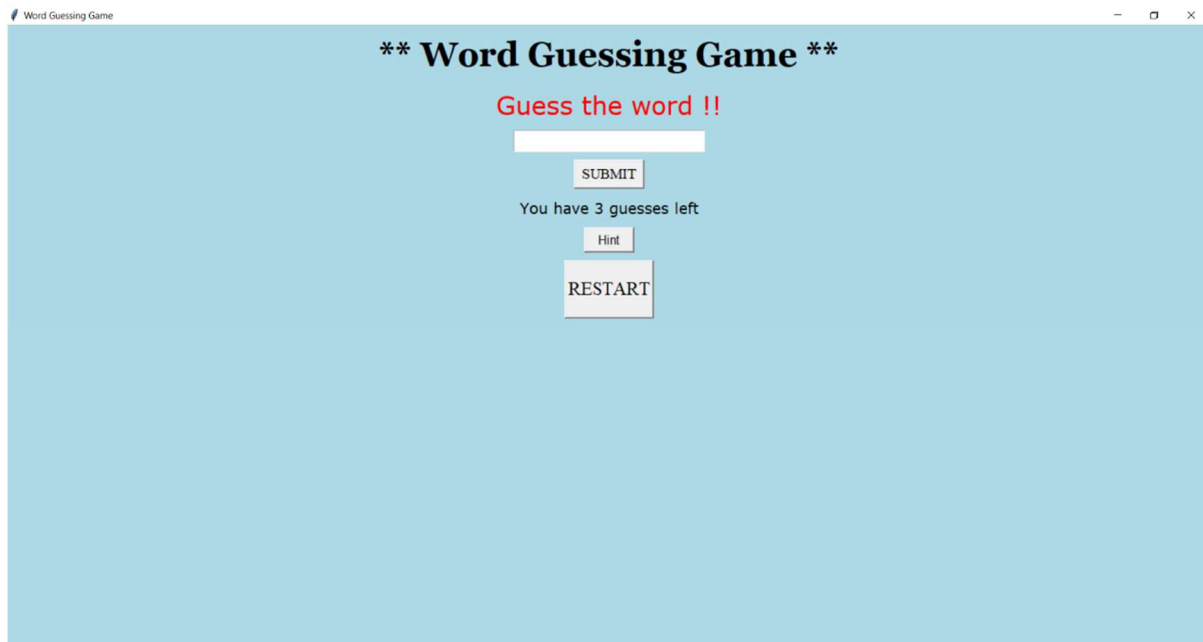 Word Guessing Game
** Word Guessing Game **
Guess the word !!
SUBMIT
You have 3 guesses left
Hint
RESTART